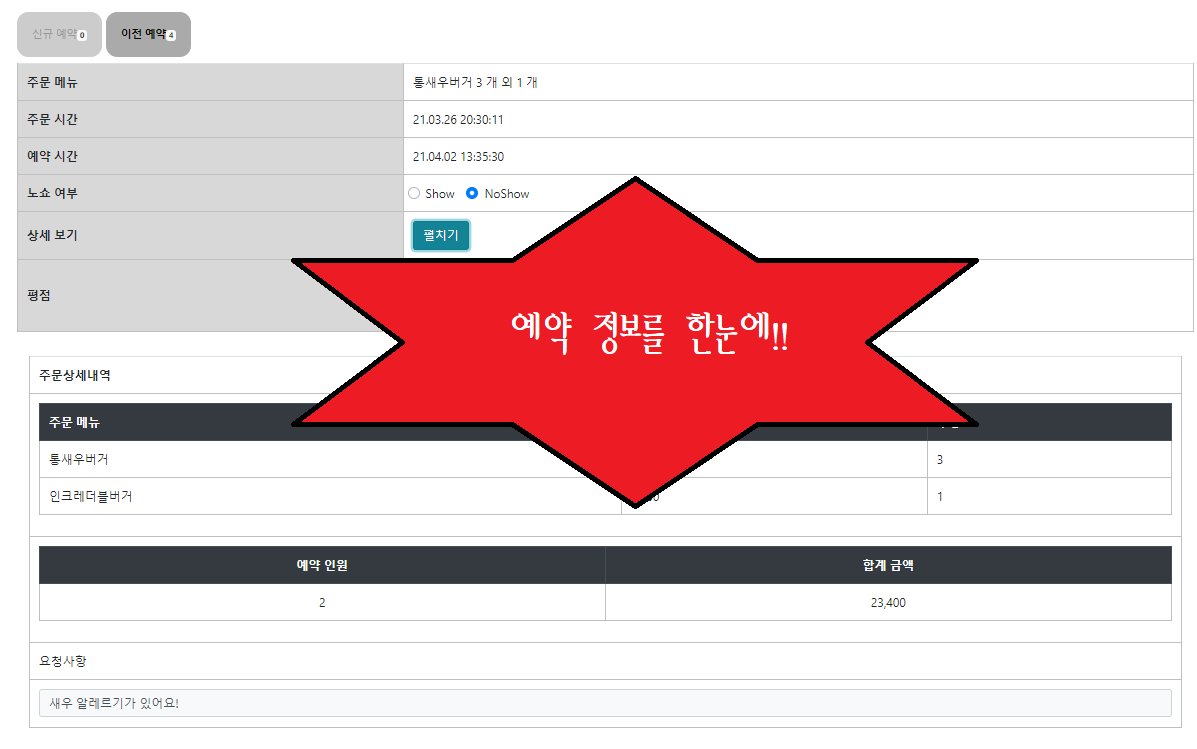 신규 예약 0 이전 예약 4
주문 메뉴 통새우버거 3 개 외 1 개
주문 시간 21.03.26 20:30:11
예약 시간 21.04.02 13:35:30
노쇼 여부 Show NoShow
상세 보기 펼치기
평점
예약 정보를 한눈에!!
주문상세내역
주문 메뉴
통새우버거 3
인크레더블버거 1
예약 인원 합계 금액
2 23,400
요청사항
새우 알레르기가 있어요!